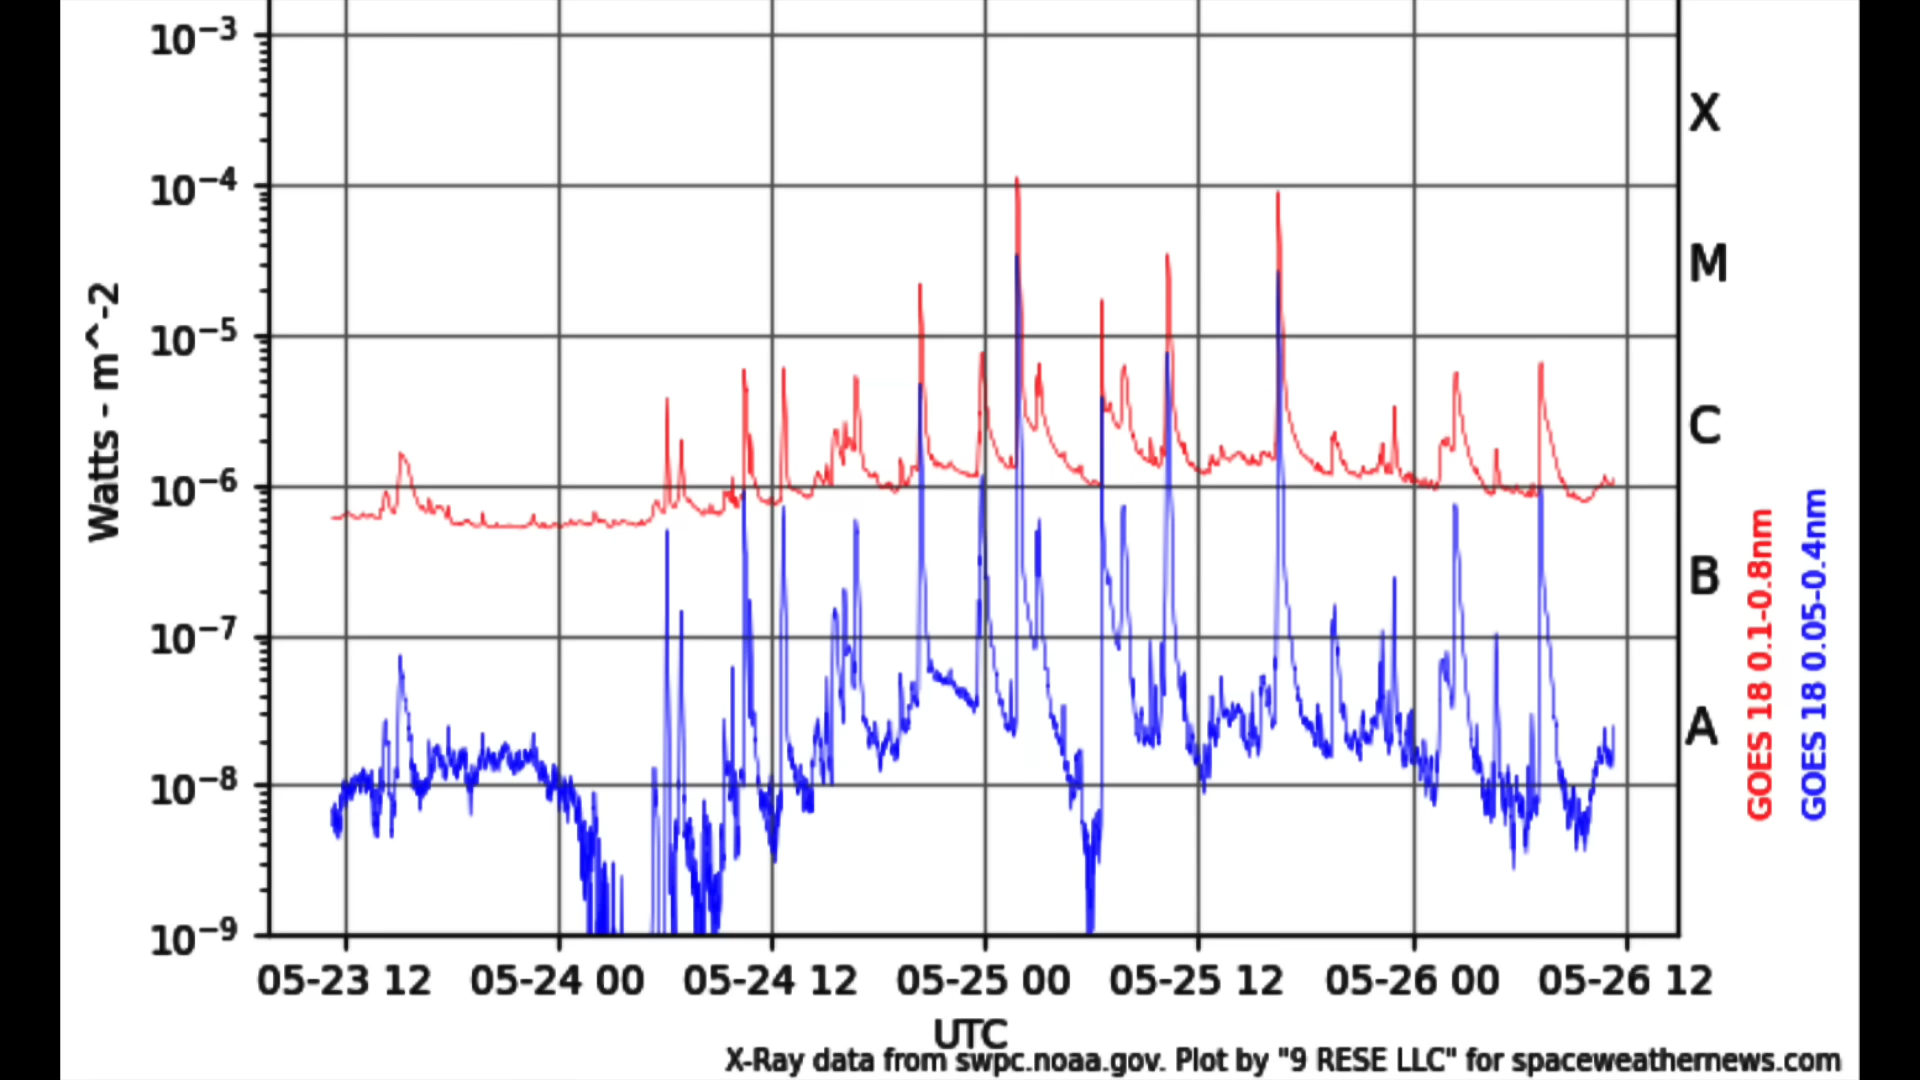 10−3
10−4
10−5
10−6
10−7
10−8
10−9
Watts - m^-2
X
M
C
B
A
GOES 18 0.1-0.8nm
GOES 18 0.05-0.4nm
05-23 12
05-24 00
05-24 12
05-25 00
05-25 12
05-26 00
05-26 12
UTC
X-Ray data from swpc.noaa.gov. Plot by "9 RESE LLC" for spaceweathernews.com